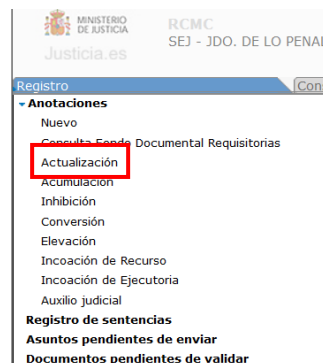 MINISTERIO
DE JUSTICIA
Justicia.es
RCMC
SEJ - JDO. DE LO PENAL
Registro
Con
Anotaciones
Nuevo
Consulta Fondo Documental Requisitorias
Actualización
Acumulación
Inhibición
Conversión
Elevación
Incoación de Recurso
Incoación de Ejecutoria
Auxilio judicial
Registro de sentencias
Asuntos pendientes de enviar
Documentos pendientes de validar